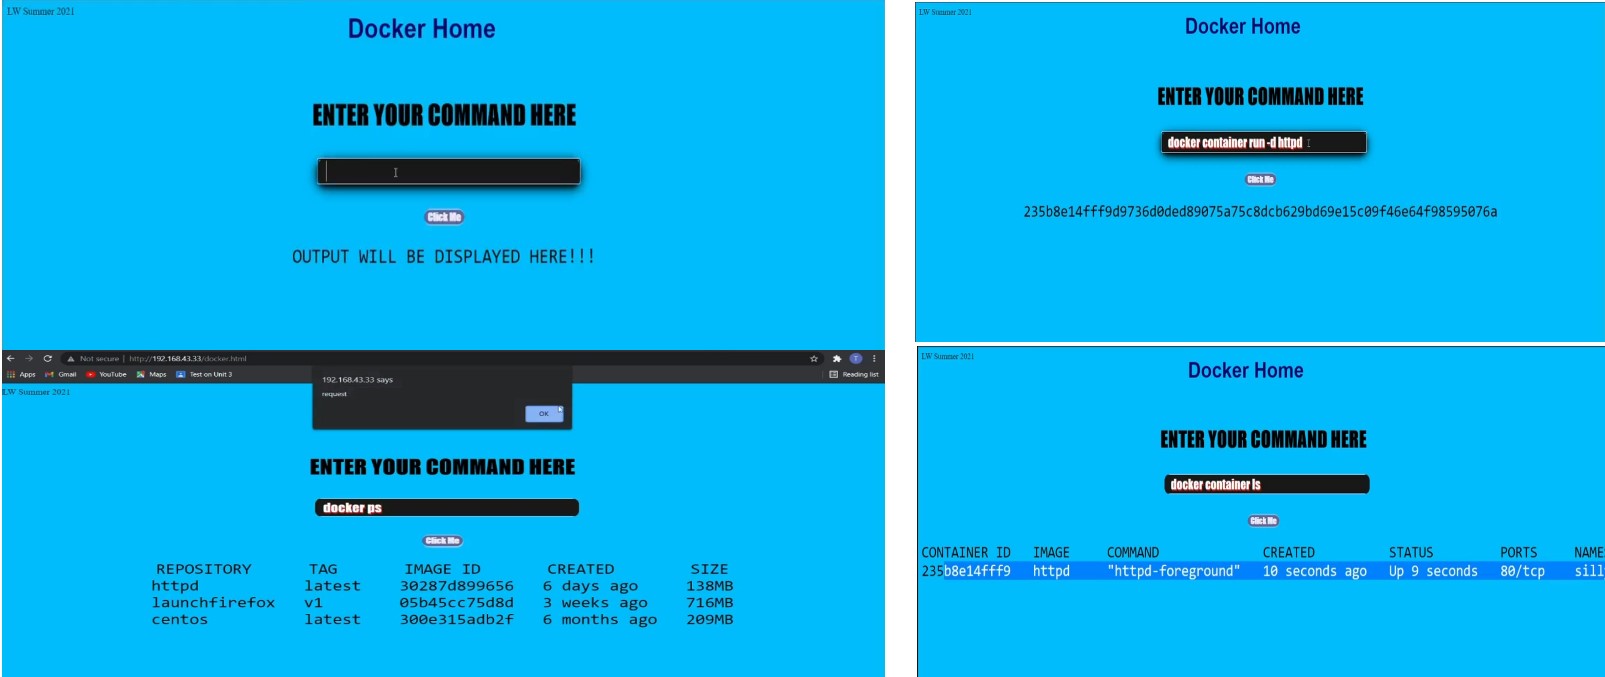 LW Summer 2021
Docker Home
ENTER YOUR COMMAND HERE
Click Me
OUTPUT WILL BE DISPLAYED HERE!!!
Not secure | http://192.168.43.33/docker.html
Apps Gmail YouTube Maps Test on Unit 3 Reading list
192.168.43.33 says
request
OK
LW Summer 2021
ENTER YOUR COMMAND HERE
docker ps
Click Me
REPOSITORY TAG IMAGE ID CREATED SIZE
httpd latest 30287d899656 6 days ago 138MB
launchfirefox v1 05b45cc75d8d 3 weeks ago 716MB
centos latest 300e315adb2f 6 months ago 209MB
LW Summer 2021
Docker Home
ENTER YOUR COMMAND HERE
docker container run -d httpd
Click Me
235b8e14fff9d9736d0ded89075a75c8dcb629bd69e15c09f46e64f98595076a
LW Summer 2021
Docker Home
ENTER YOUR COMMAND HERE
docker container ls
Click Me
CONTAINER ID IMAGE COMMAND CREATED STATUS PORTS NAME
235b8e14fff9 httpd "httpd-foreground" 10 seconds ago Up 9 seconds 80/tcp sill